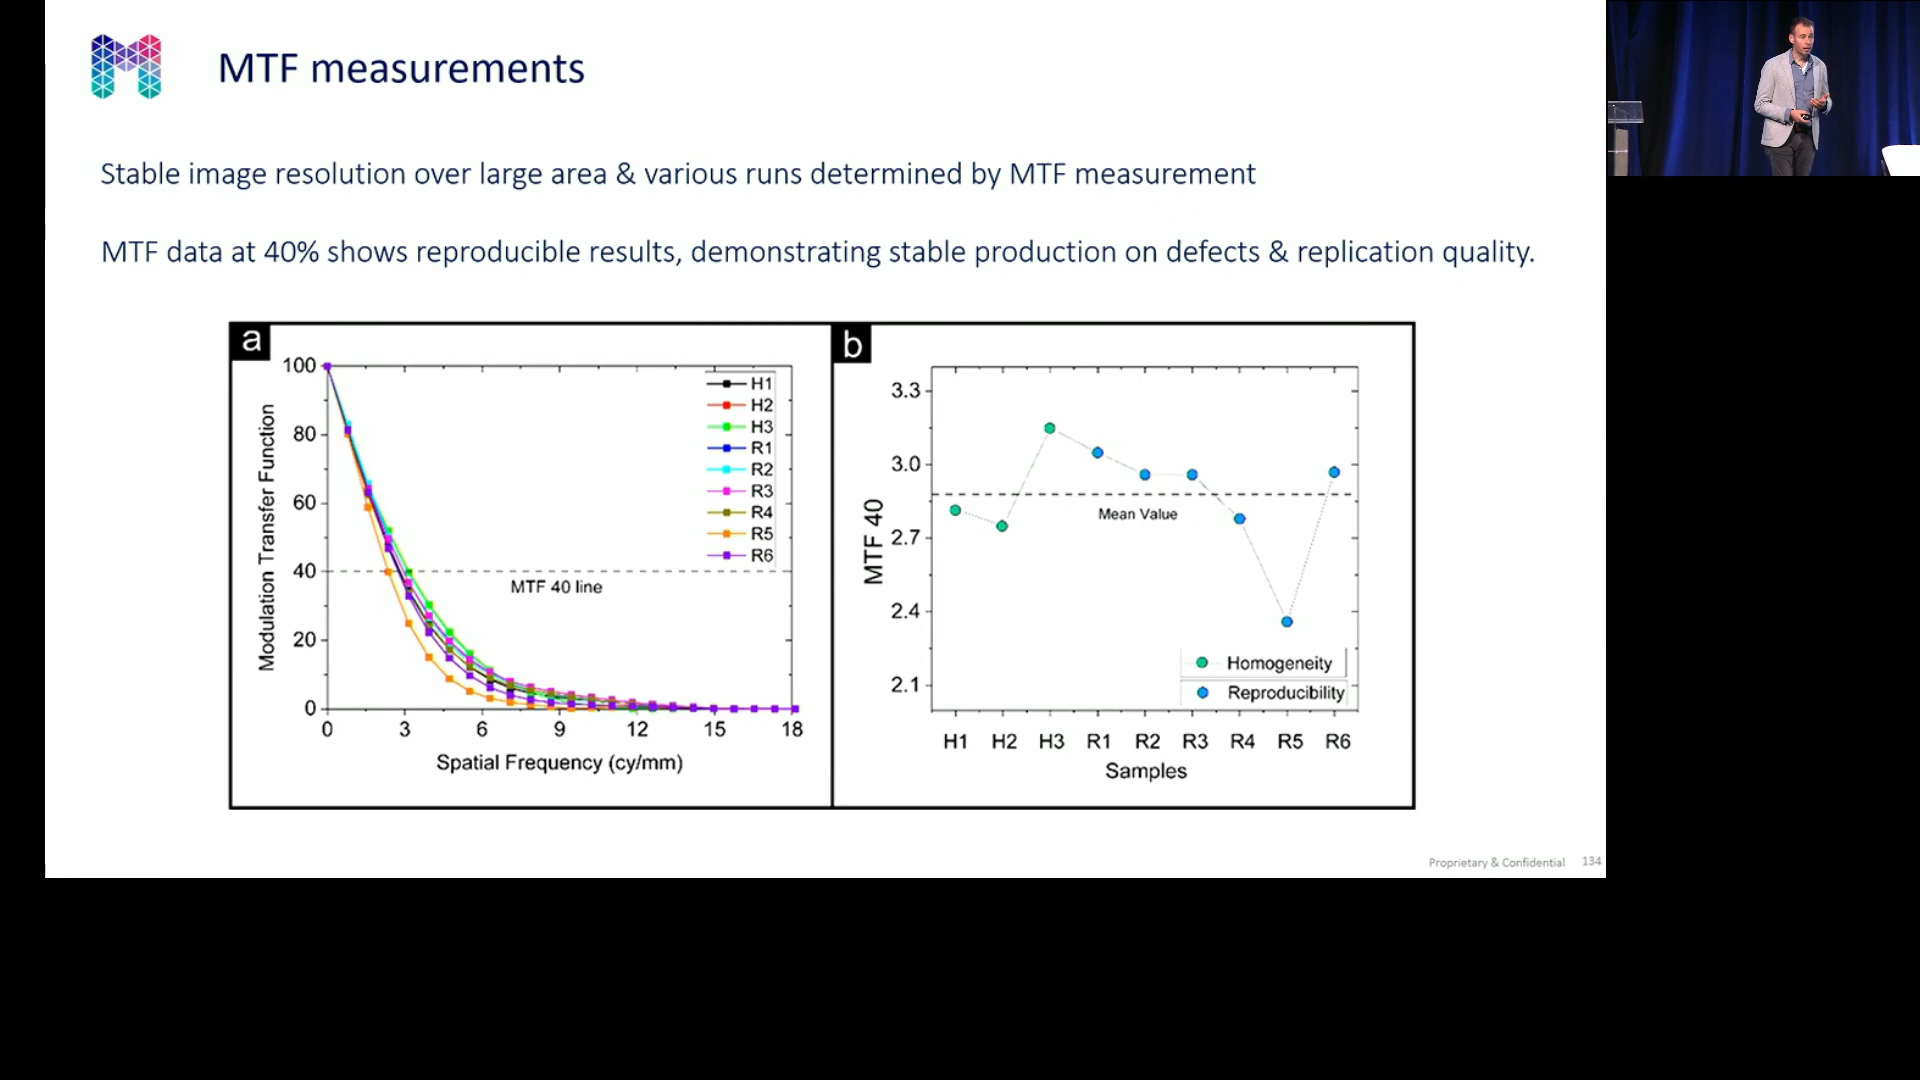 MTF measurements
Stable image resolution over large area & various runs determined by MTF measurement
MTF data at 40% shows reproducible results, demonstrating stable production on defects & replication quality.
a
Modulation Transfer Function
100
80
60
40
20
0
0 3 6 9 12 15 18
Spatial Frequency (cy/mm)
H1
H2
H3
R1
R2
R3
R4
R5
R6
MTF 40 line
b
MTF 40
3.3
3.0
2.7
2.4
2.1
Mean Value
Homogeneity
Reproducibility
H1 H2 H3 R1 R2 R3 R4 R5 R6
Samples
Proprietary & Confidential 134